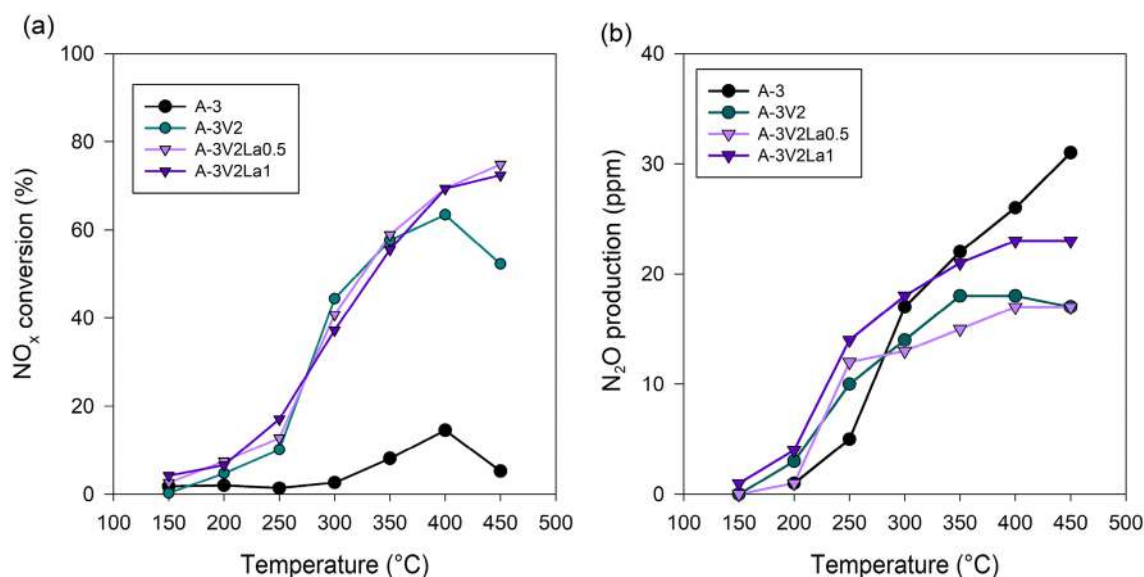 (a)
100
80
60
40
20
0
NOx conversion (%)
A-3
A-3V2
A-3V2La0.5
A-3V2La1
100 150 200 250 300 350 400 450 500
Temperature (°C)
(b)
40
30
20
10
0
N2O production (ppm)
A-3
A-3V2
A-3V2La0.5
A-3V2La1
100 150 200 250 300 350 400 450 500
Temperature (°C)